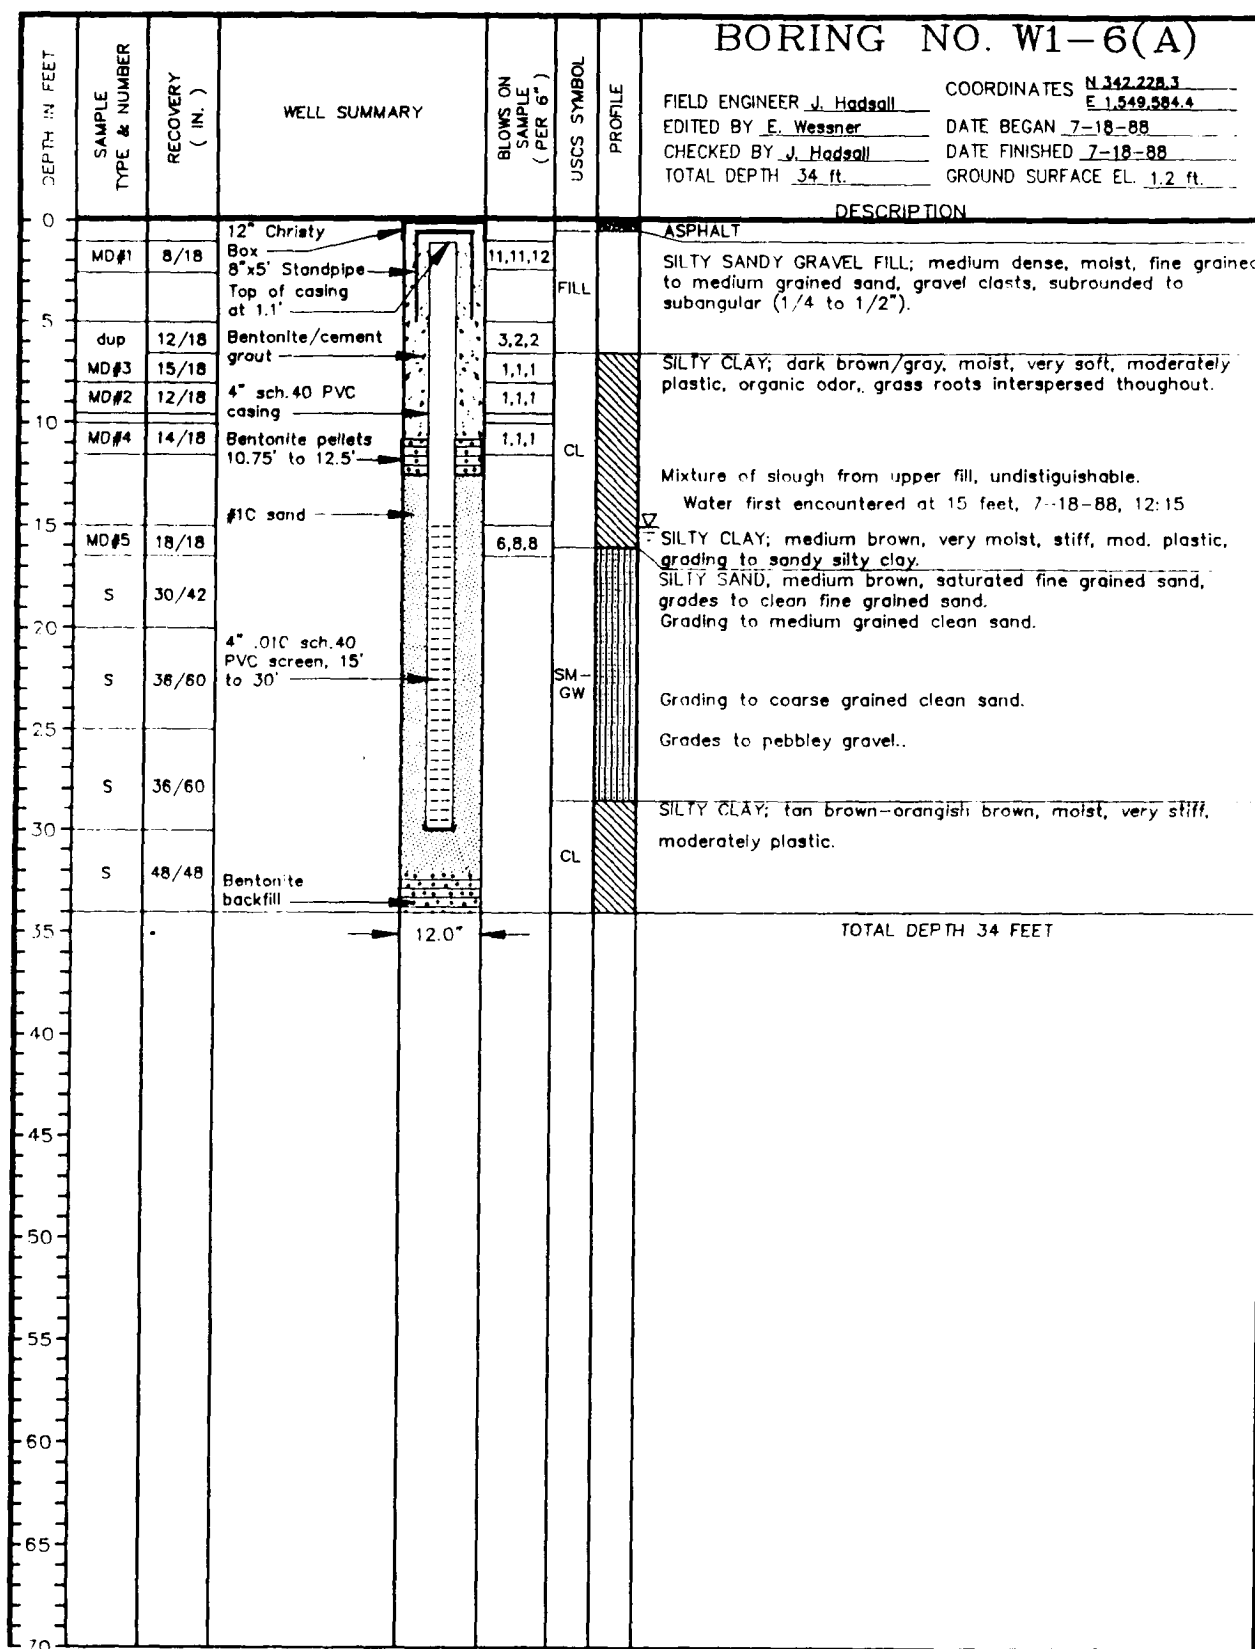 BORING NO. W1-6(A)
DEPTH IN FEET
SAMPLE
TYPE & NUMBER
RECOVERY
( IN. )
WELL SUMMARY
BLOWS ON
SAMPLE
( PER 6" )
USCS SYMBOL
PROFILE
FIELD ENGINEER J. Hadsall
EDITED BY E. Wessner
CHECKED BY J. Hadsall
TOTAL DEPTH 34 ft.
COORDINATES N 342,228.3
E 1,549,584.4
DATE BEGAN 7-18-88
DATE FINISHED 7-18-88
GROUND SURFACE EL. 1.2 ft.
DESCRIPTION
0
5
10
15
20
25
30
35
40
45
50
55
60
65
70
MD#1 8/18
dup 12/18
MD#3 15/18
MD#2 12/18
MD#4 14/18
MD#5 18/18
S 30/42
S 36/60
S 36/60
S 48/48
12" Christy
Box
8"x5' Standpipe
Top of casing
at 1.1'
Bentonite/cement
grout
4" sch.40 PVC
casing
Bentonite pellets
10.75' to 12.5'
#1C sand
4" .01C sch.40
PVC screen, 15'
to 30'
Bentonite
backfill
12.0"
11,11,12
3,2,2
1,1,1
1,1,1
1,1,1
6,8,8
FILL
CL
SM-
GW
CL
ASPHALT
SILTY SANDY GRAVEL FILL; medium dense, moist, fine grained
to medium grained sand, gravel clasts, subrounded to
subangular (1/4 to 1/2").
SILTY CLAY; dark brown/gray, moist, very soft, moderately
plastic, organic odor, grass roots interspersed thoughout.
Mixture of slough from upper fill, undistiguishable.
Water first encountered at 15 feet, 7-18-88, 12:15
SILTY CLAY; medium brown, very moist, stiff, mod. plastic,
grading to sandy silty clay.
SILTY SAND, medium brown, saturated fine grained sand,
grades to clean fine grained sand.
Grading to medium grained clean sand.
Grading to coarse grained clean sand.
Grades to pebbley gravel..
SILTY CLAY; tan brown-orangish brown, moist, very stiff,
moderately plastic.
TOTAL DEPTH 34 FEET